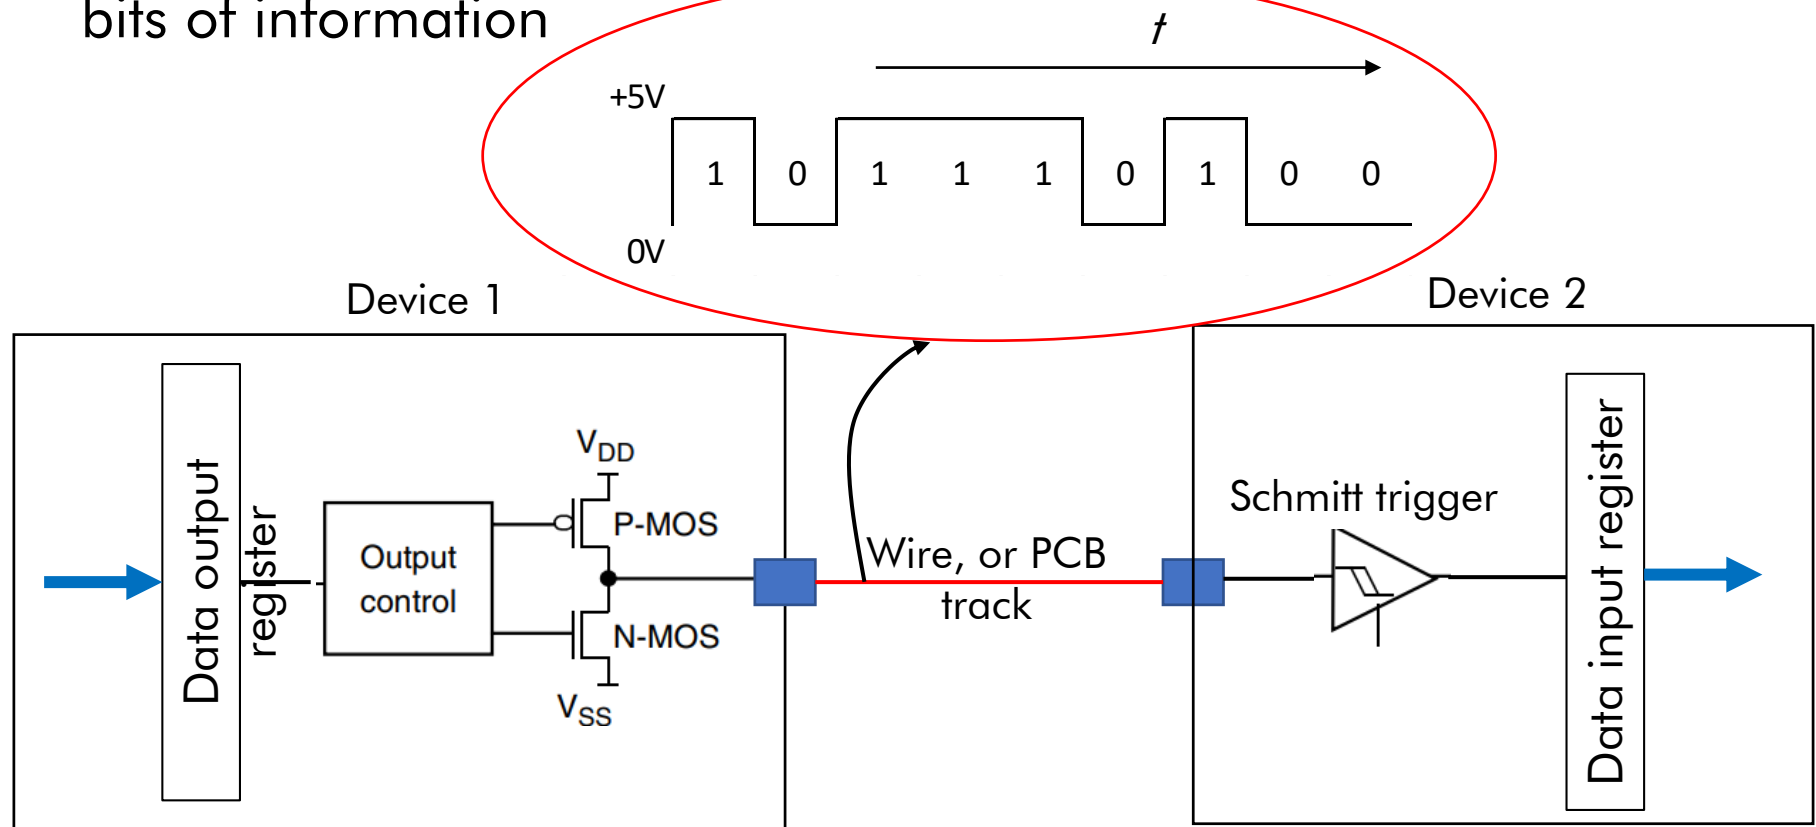 bits of information
t
+5V
1 0 1 1 1 0 1 0 0
0V
Device 1
Device 2
Data output
register
Output
control
VDD
P-MOS
N-MOS
VSS
Wire, or PCB
track
Schmitt trigger
Data input register